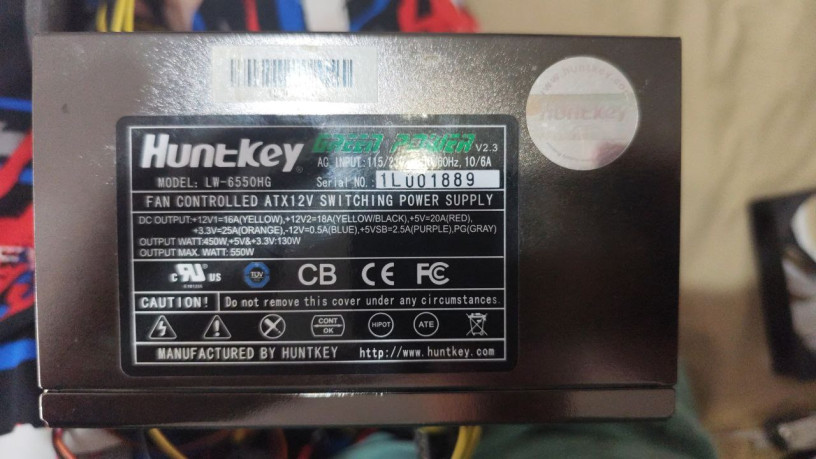 Huntkey GREEN POWER V2.3
AC INPUT: 115/23 60Hz, 10/6A
MODEL: LW-6550HG Serial NO.: 1L001889
FAN CONTROLLED ATX12V SWITCHING POWER SUPPLY
DC OUTPUT:+12V1=16A(YELLOW),+12V2=18A(YELLOW/BLACK),+5V=20A(RED),
+3.3V=25A(ORANGE),-12V=0.5A(BLUE),+5VSB=2.5A(PURPLE),PG(GRAY)
OUTPUT WATT:450W,+5V&+3.3V:130W
OUTPUT MAX. WATT: 550W
c RU US TÜV CB CE FC
CAUTION! Do not remove this cover under any circumstances.
CONT OK HIPOT ATE
MANUFACTURED BY HUNTKEY http://www.huntkey.com
Huntkey